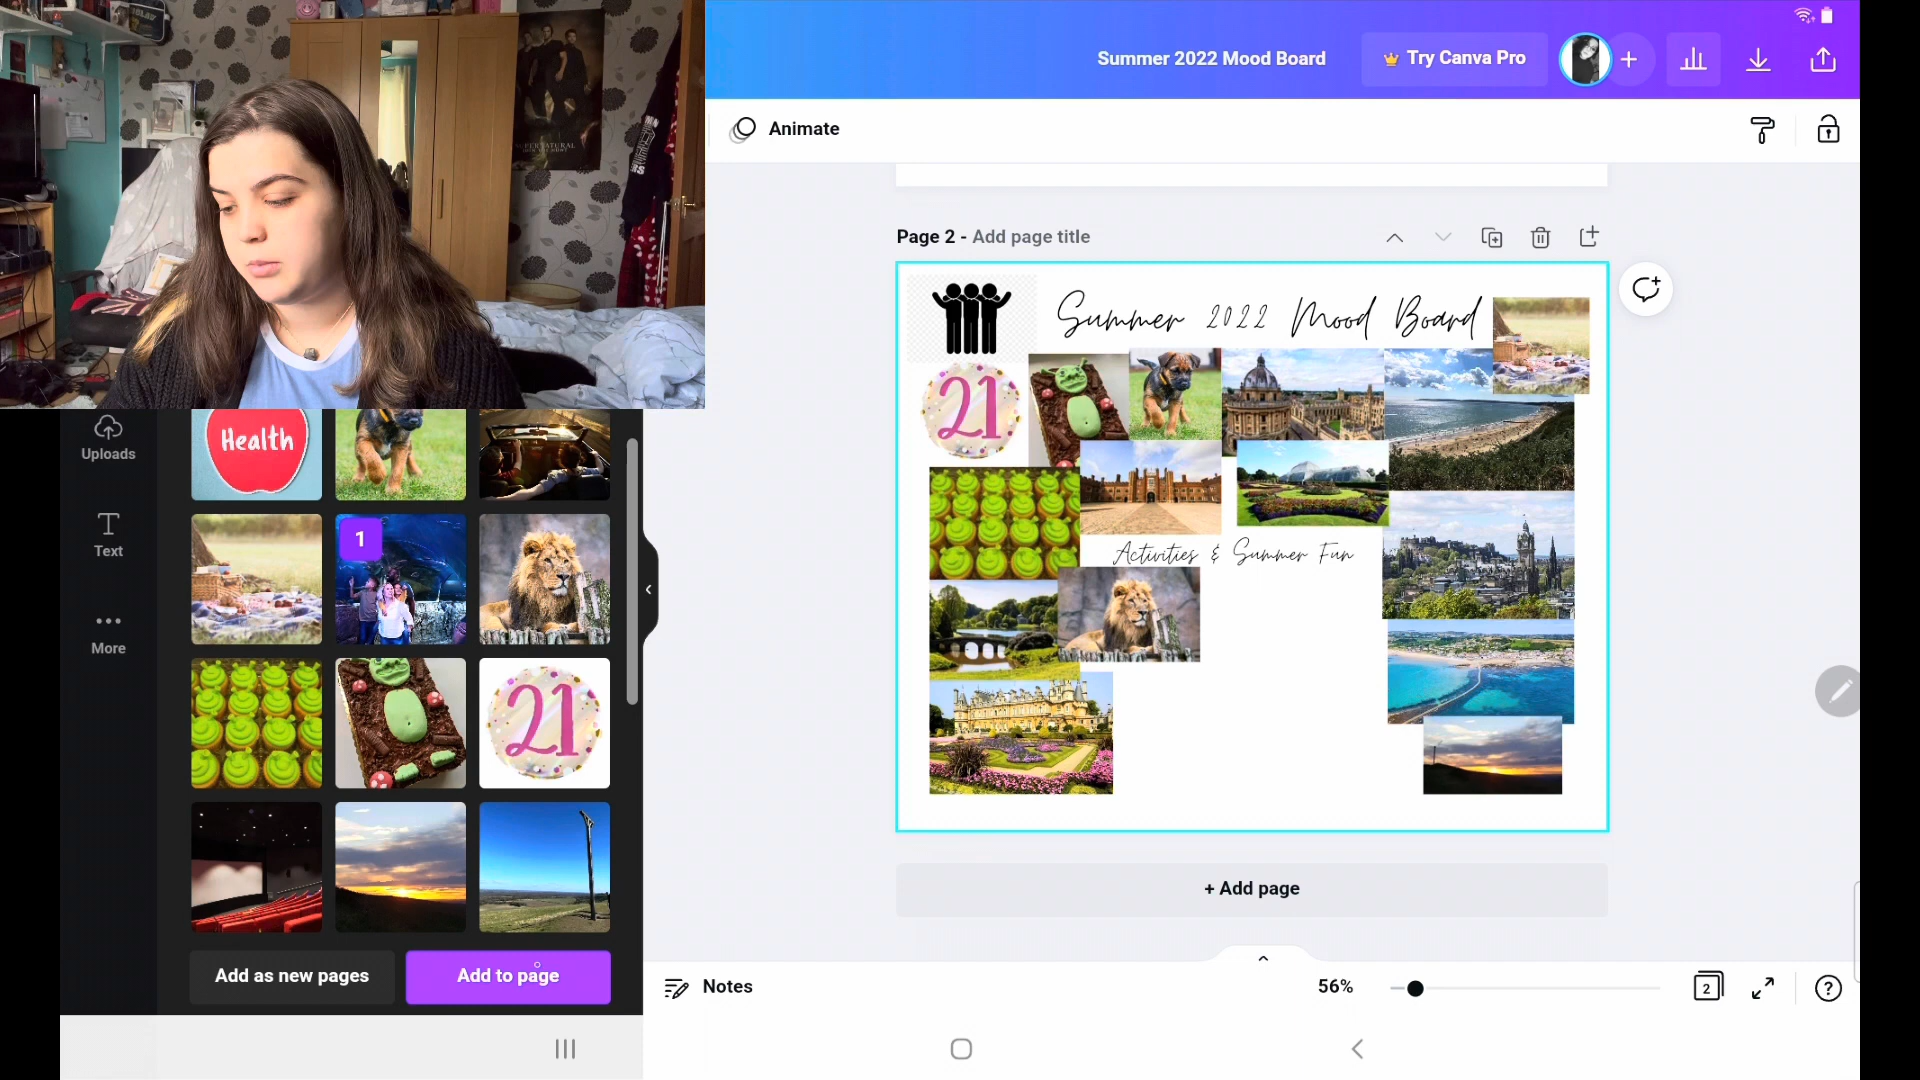 SUPERNATURAL
Summer 2022 Mood Board
Try Canva Pro
Animate
Page 2 - Add page title
Summer 2022 Mood Board
21
Activities & Summer Fun
Uploads
Text
More
Health
1
21
Add as new pages
Add to page
+ Add page
Notes
56%
2
?